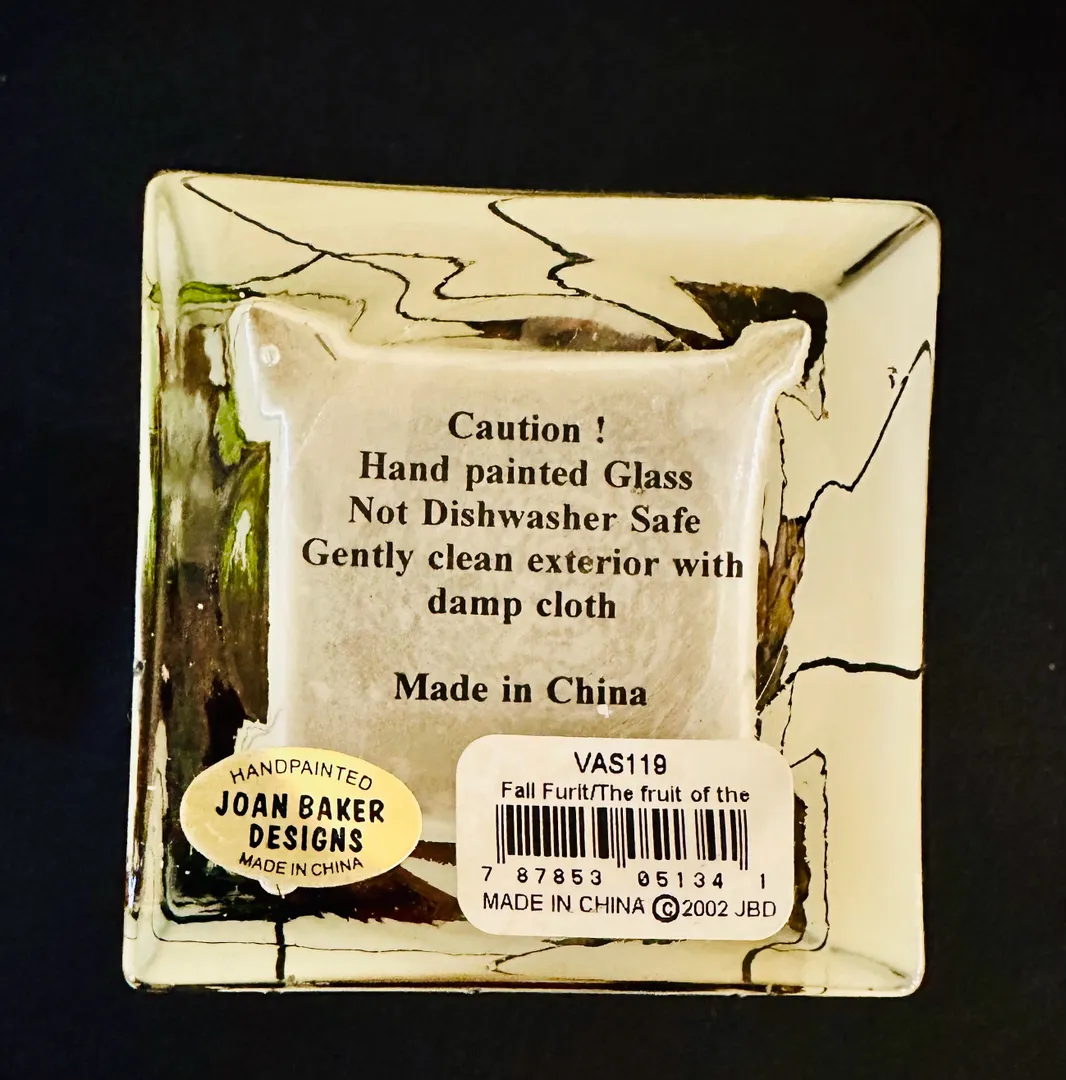 Caution !
Hand painted Glass
Not Dishwasher Safe
Gently clean exterior with
damp cloth
Made in China
HANDPAINTED
JOAN BAKER
DESIGNS
MADE IN CHINA
VAS119
Fall Furit/The fruit of the
7 87853 05134 1
MADE IN CHINA ©2002 JBD